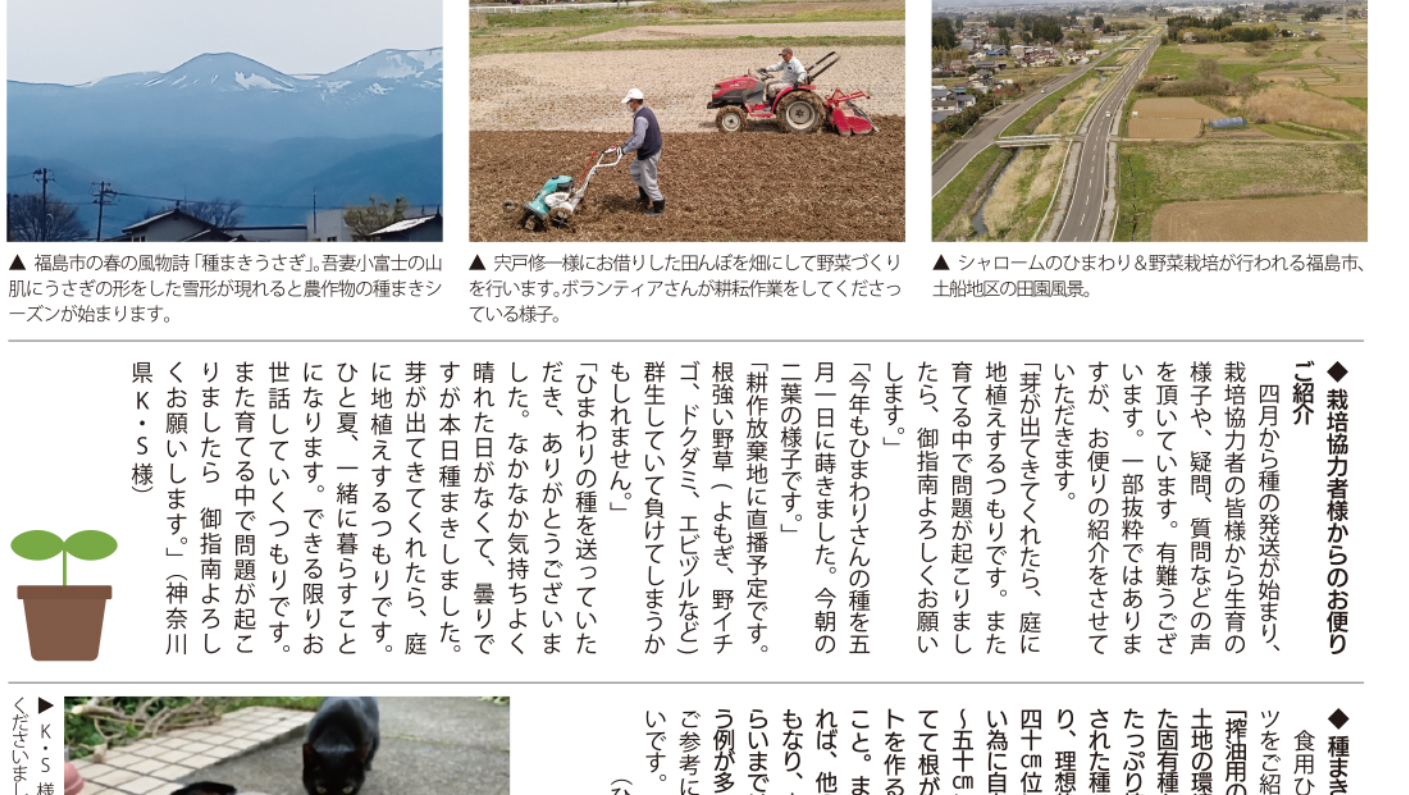 ▲ 福島市の春の風物詩「種まきうさぎ」。吾妻小富士の山
肌にうさぎの形をした雪形が現れると農作物の種まきシ
ーズンが始まります。
▲ 宍戸修一様にお借りした田んぼを畑にして野菜づくり
を行います。ボランティアさんが耕耘作業をしてくださっ
ている様子。
▲ シャロームのひまわり＆野菜栽培が行われる福島市、
土船地区の田園風景。
◆ 栽培協力者様からのお便り
ご紹介
四月から種の発送が始まり、
栽培協力者の皆様から生育の
様子や、疑問、質問などの声
を頂いています。有難うござ
います。一部抜粋ではありま
すが、お便りの紹介をさせて
いただきます。
「芽が出てきてくれたら、庭に
地植えするつもりです。また
育てる中で問題が起こりまし
たら、御指南よろしくお願い
します。」
「今年もひまわりさんの種を五
月一日に蒔きました。今朝の
二葉の様子です。」
「耕作放棄地に直播予定です。
根強い野草（よもぎ、野イチ
ゴ、ドクダミ、エビヅルなど）
群生していて負けてしまうか
もしれません。」
「ひまわりの種を送っていた
だき、ありがとうございま
した。なかなか気持ちよく
晴れた日がなくて、曇りで
すが本日種まきしました。
芽が出てきてくれたら、庭
に地植えするつもりです。
ひと夏、一緒に暮らすこと
になります。できる限りお
世話していくつもりです。
また育てる中で問題が起こ
りましたら　御指南よろし
くお願いします。」（神奈川
県K・S様）
◆ 種まき
食用ひ
ツをご紹
「搾油用の
土地の環
た固有種
たっぷり
された種
り、理想
四十cm位
い為に自
～五十cm
てて根が
トを作る
こと。ま
れば、他
もなり、
らいまで
う例が多
ご参考に
いです。
（ひ
▶ K・S様
くださいまし